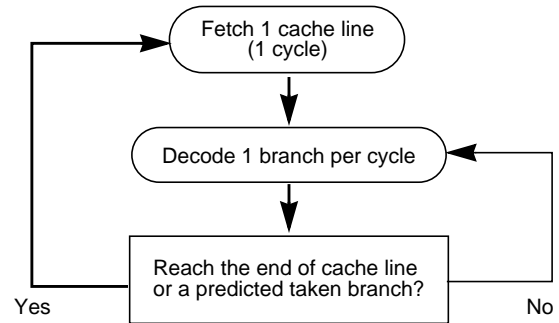 Fetch 1 cache line
(1 cycle)
Decode 1 branch per cycle
Reach the end of cache line
or a predicted taken branch?
Yes
No